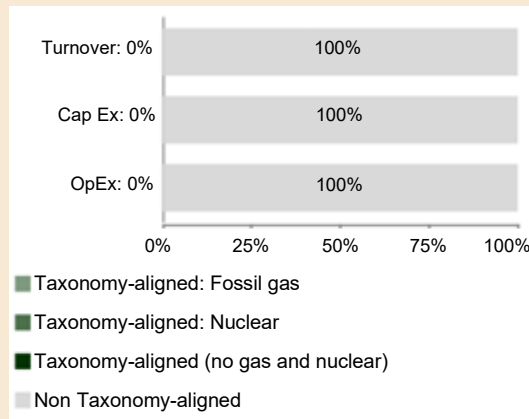 Turnover: 0% 100%
Cap Ex: 0% 100%
OpEx: 0% 100%
0% 25% 50% 75% 100%
Taxonomy-aligned: Fossil gas
Taxonomy-aligned: Nuclear
Taxonomy-aligned (no gas and nuclear)
Non Taxonomy-aligned